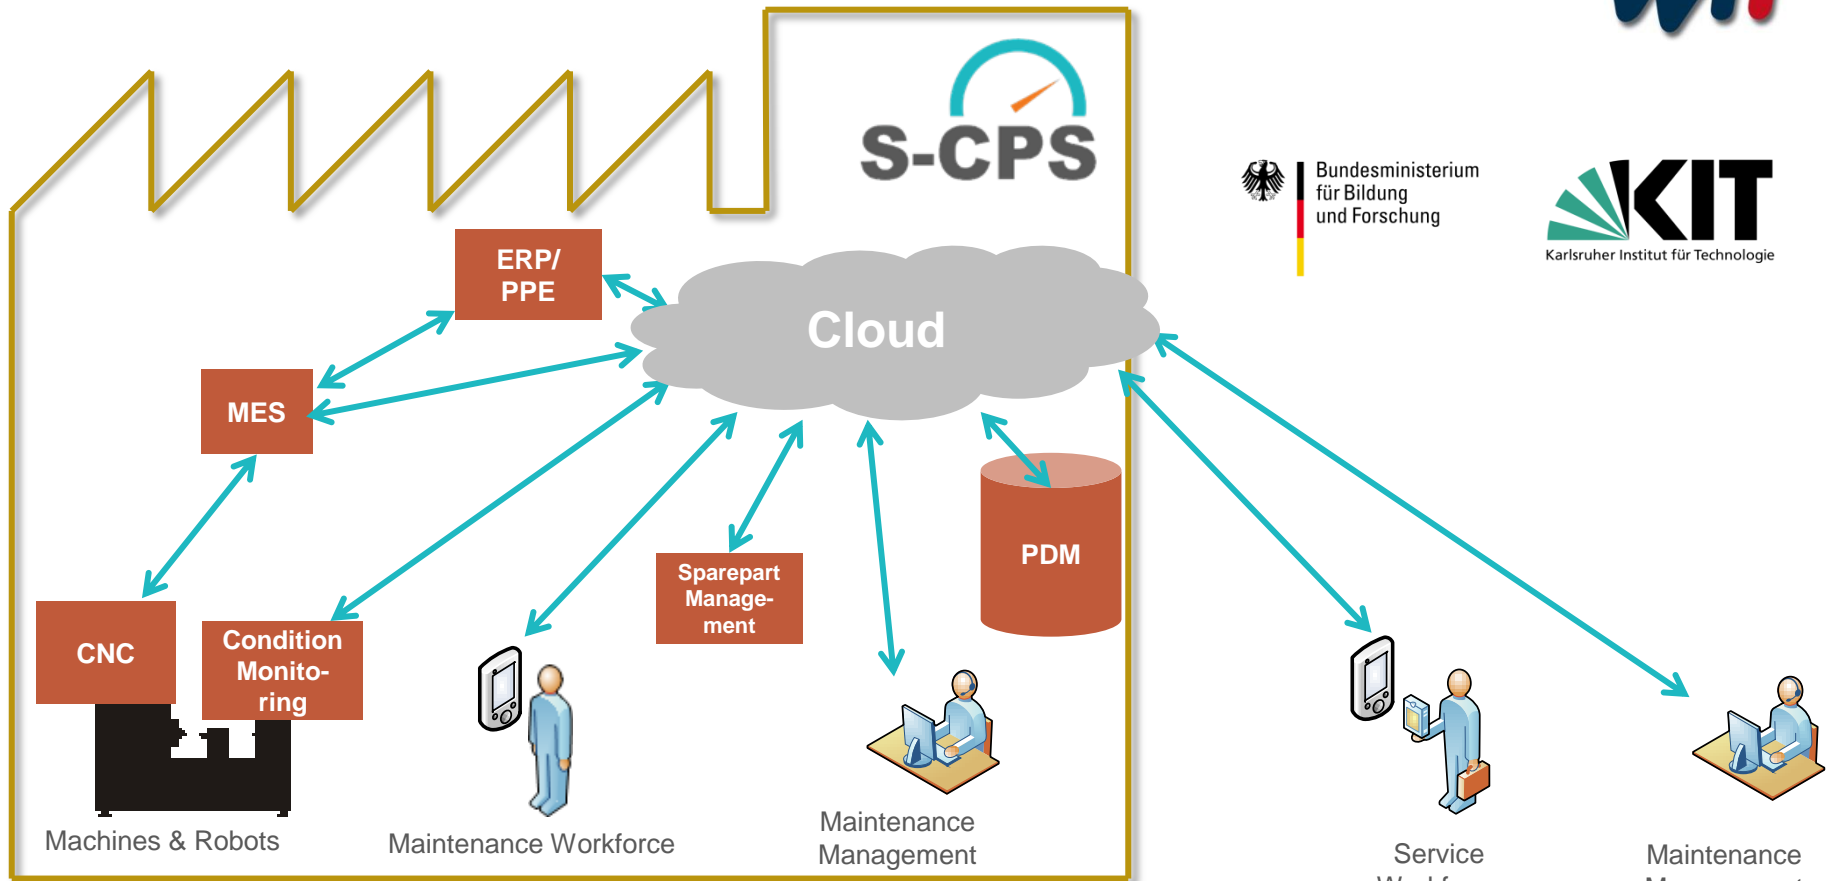 S-CPS
Bundesministerium
für Bildung
und Forschung
KIT
Karlsruher Institut für Technologie
ERP/
PPE
Cloud
MES
PDM
Sparepart
Manage-
ment
CNC
Condition
Monito-
ring
Machines & Robots
Maintenance Workforce
Maintenance
Management
Service
Maintenance